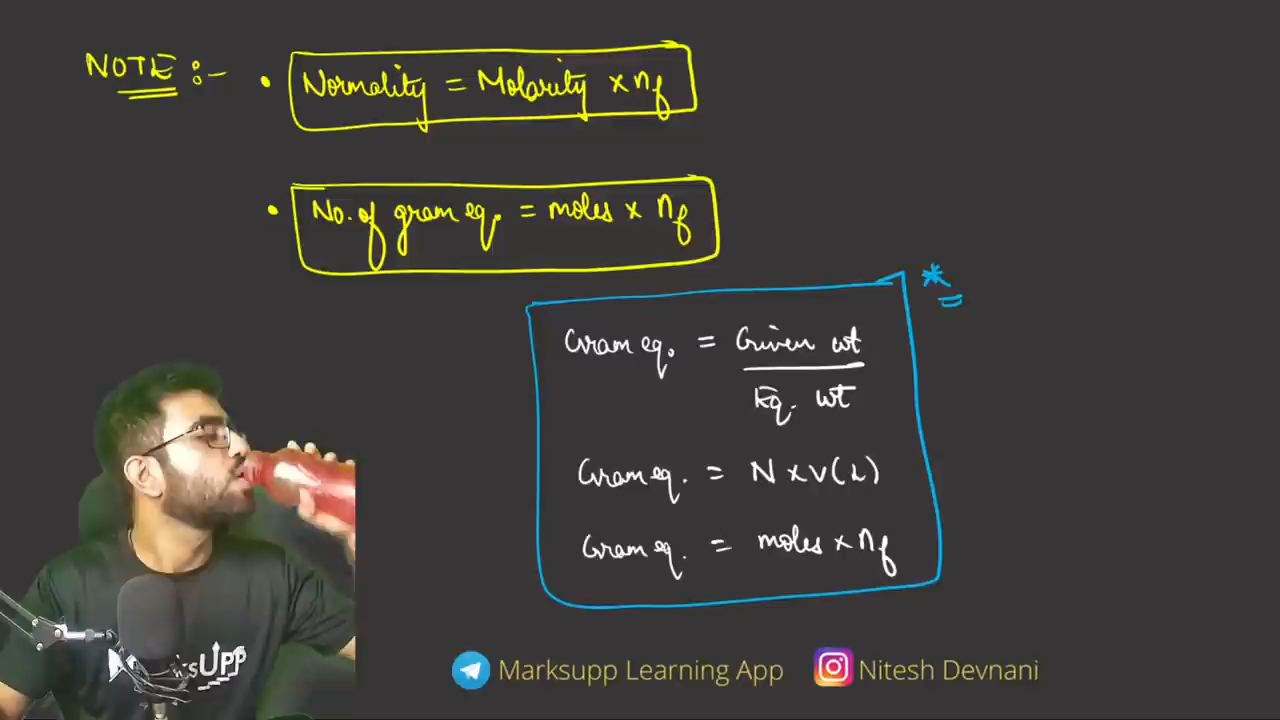 NOTE :-
• Normality = Molarity × nf
• No. of gram eq. = moles × nf
*
Gram eq. = Given wt
Eq. wt
Gram eq. = N × V(L)
Gram eq. = moles × nf
ksUPP
Marksupp Learning App
Nitesh Devnani